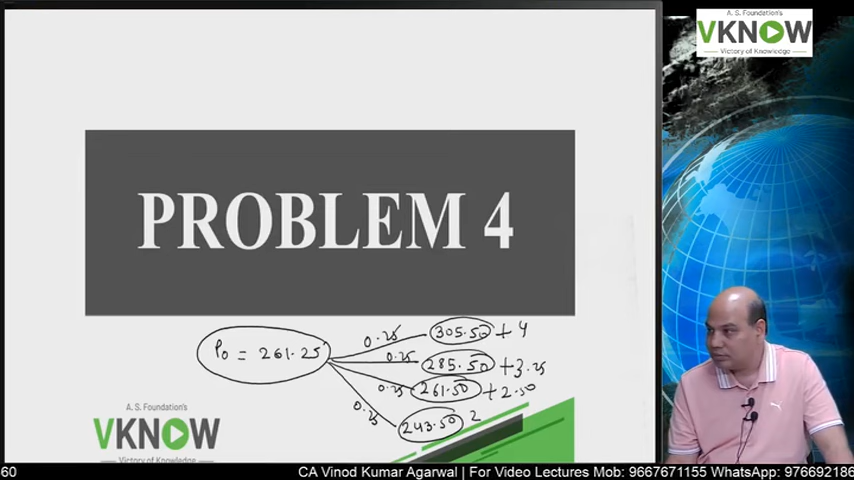 A. S. Foundation's
VKNOW
Victory of Knowledge
PROBLEM 4
P0 = 261.25
0.25
305.50 + 4
0.25
285.50 + 3.25
0.25
261.50 + 2.50
0.25
243.50 2
A. S. Foundation's
VKNOW
Victory of Knowledge
60
CA Vinod Kumar Agarwal | For Video Lectures Mob: 9667671155 WhatsApp: 976692186